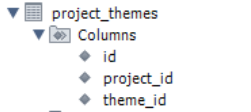 project_themes
Columns
id
project_id
theme_id